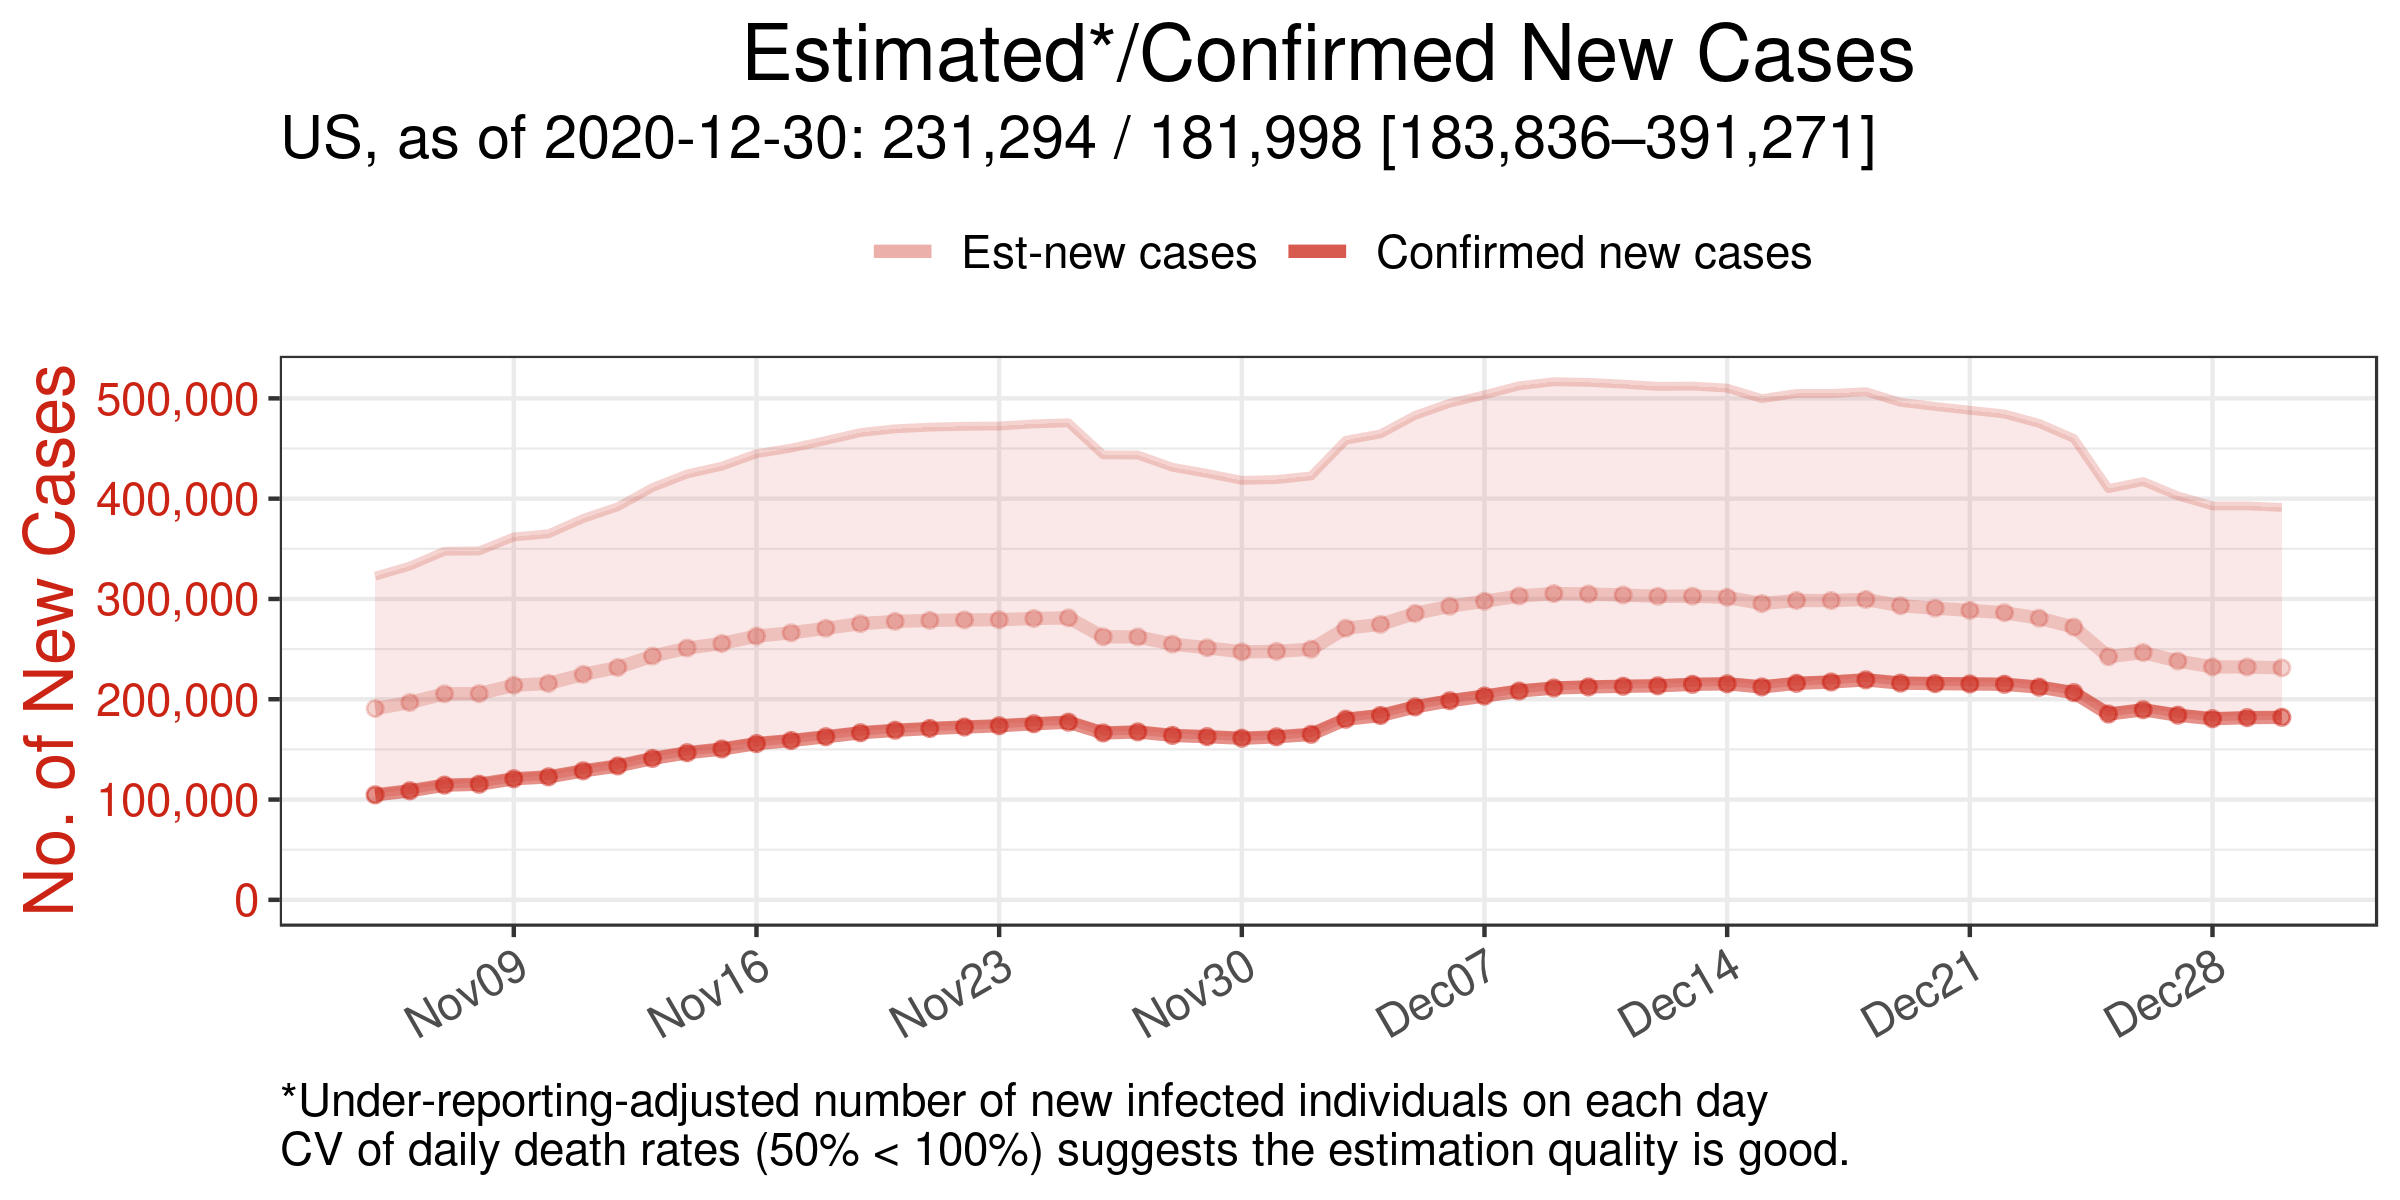 Estimated*/Confirmed New Cases
US, as of 2020-12-30: 231,294 / 181,998 [183,836–391,271]
Est-new cases
Confirmed new cases
No. of New Cases
500,000
400,000
300,000
200,000
100,000
0
Nov09
Nov16
Nov23
Nov30
Dec07
Dec14
Dec21
Dec28
*Under-reporting-adjusted number of new infected individuals on each day
CV of daily death rates (50% < 100%) suggests the estimation quality is good.